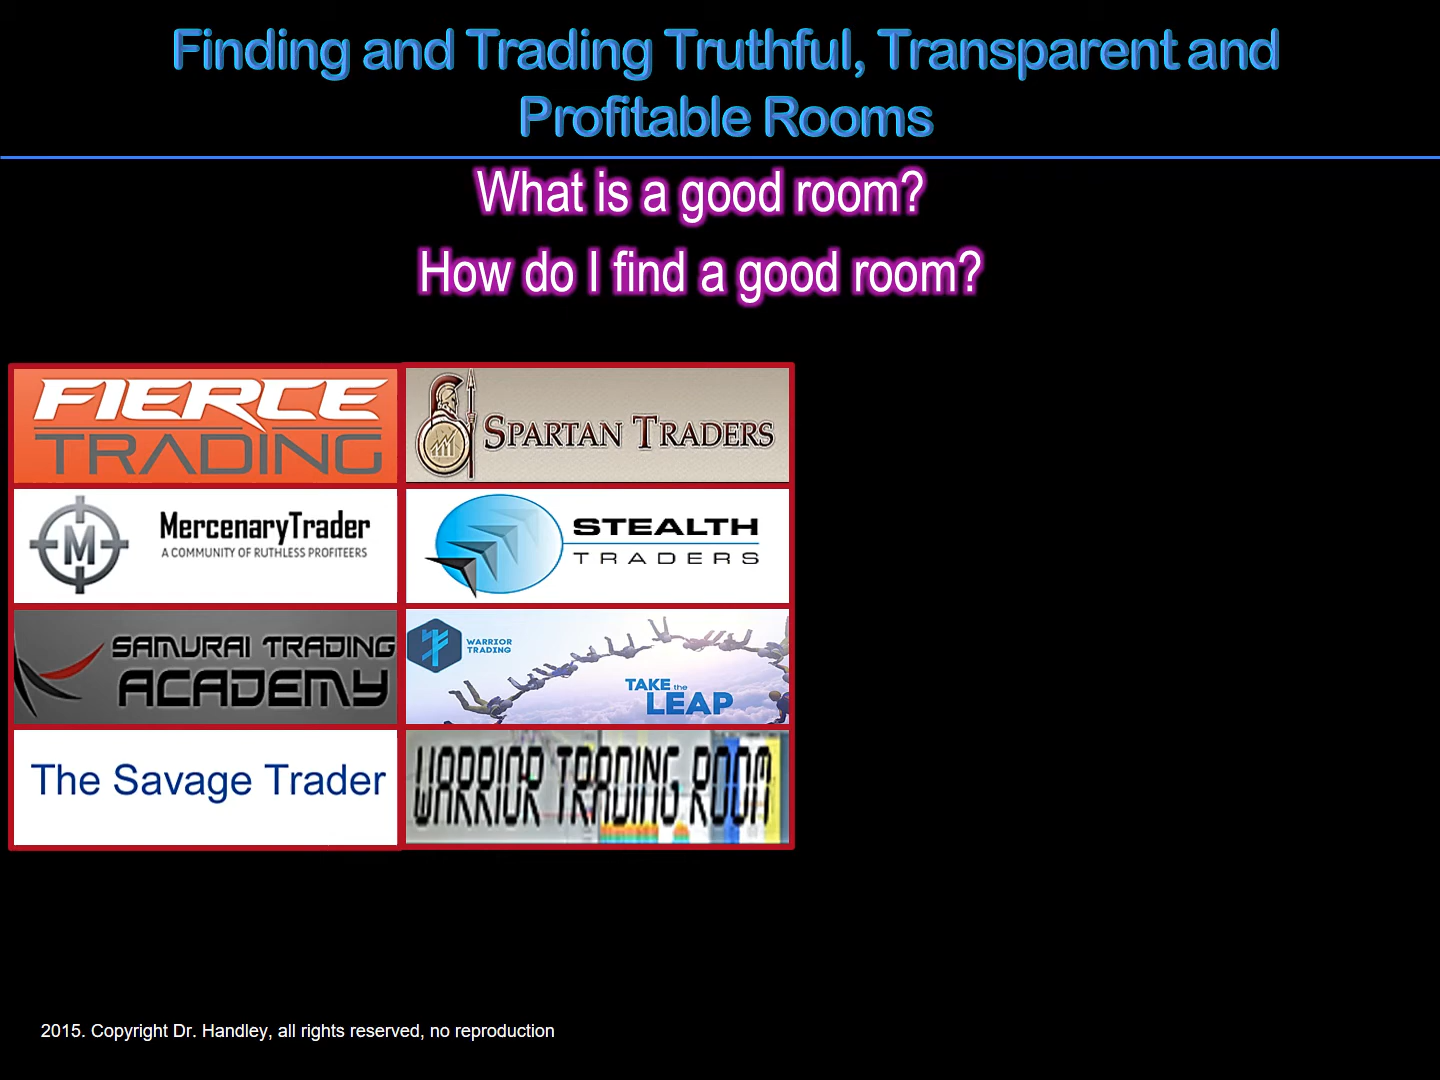 Finding and Trading Truthful, Transparent and
Profitable Rooms
What is a good room?
How do I find a good room?
FIERCE
TRADING
SPARTAN TRADERS
M
MercenaryTrader
A COMMUNITY OF RUTHLESS PROFITEERS
STEALTH
TRADERS
SAMURAI TRADING
ACADEMY
WARRIOR
TRADING
TAKE the
LEAP
The Savage Trader
WARRIOR TRADING ROOM
2015. Copyright Dr. Handley, all rights reserved, no reproduction